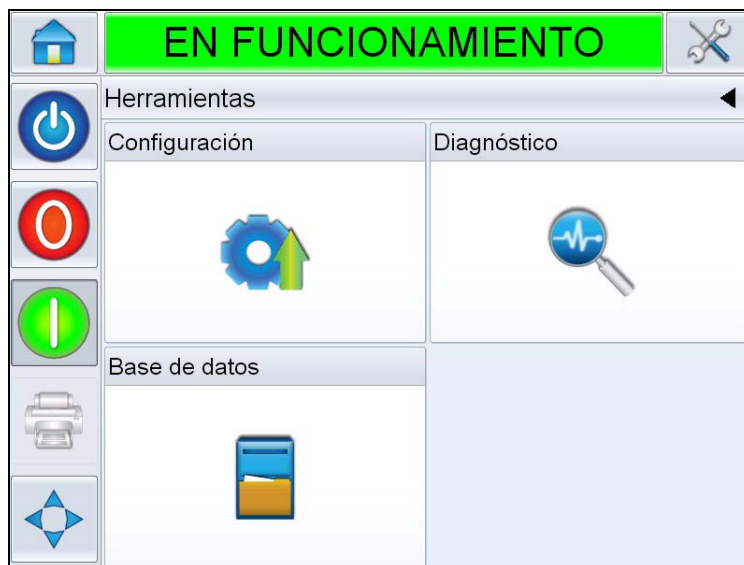 EN FUNCIONAMIENTO
Herramientas
Configuración
Diagnóstico
Base de datos